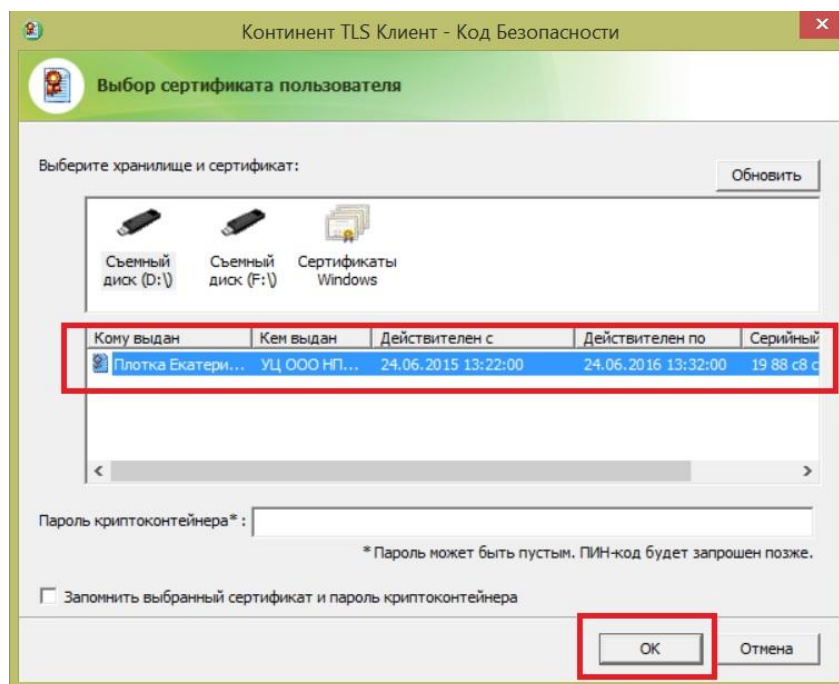 Континент TLS Клиент - Код Безопасности
Выбор сертификата пользователя
Выберите хранилище и сертификат:
Обновить
Съемный диск (D:\)
Съемный диск (F:\)
Сертификаты Windows
Кому выдан Кем выдан Действителен с Действителен по Серийный
Плотка Екатери... УЦ ООО НП... 24.06.2015 13:22:00 24.06.2016 13:32:00 19 88 c8 c
Пароль криптоконтейнера* :
* Пароль может быть пустым. ПИН-код будет запрошен позже.
Запомнить выбранный сертификат и пароль криптоконтейнера
ОК Отмена